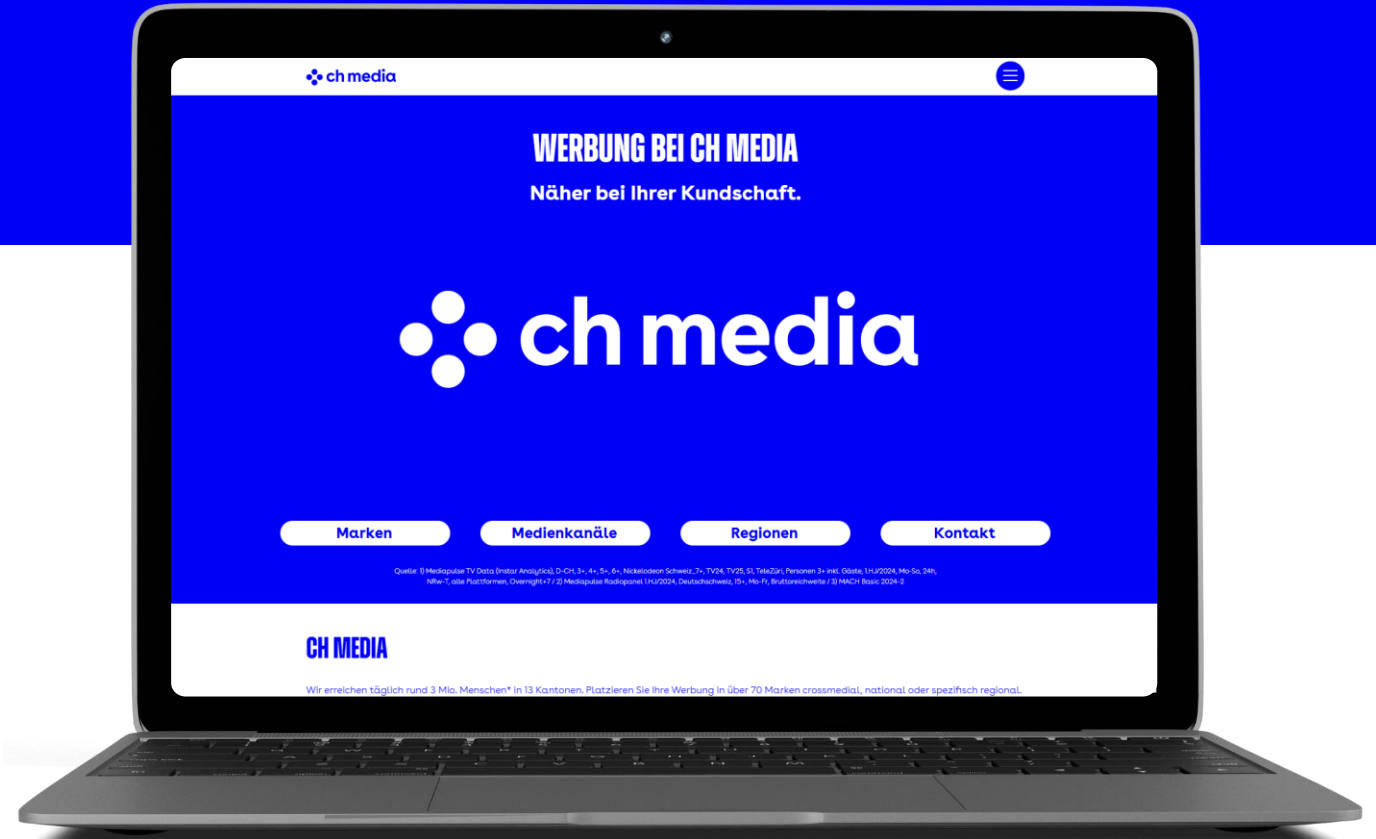 ch media
WERBUNG BEI CH MEDIA
Näher bei Ihrer Kundschaft.
ch media
Marken
Medienkanäle
Regionen
Kontakt
Quelle: 1) Mediapulse TV Data (Instar Analytics), D-CH, 3+, 4+, 5+, 6+, Nickelodeon Schweiz_7+, TV24, TV25, S1, TeleZüri, Personen 3+ inkl. Gäste, 1.HJ/2024, Mo-So, 24h,
NRw-T, alle Plattformen, Overnight+7 / 2) Mediapulse Radiopanel 1.HJ/2024, Deutschschweiz, 15+, Mo-Fr, Bruttoreichweite / 3) MACH Basic 2024-2
CH MEDIA
Wir erreichen täglich rund 3 Mio. Menschen* in 13 Kantonen. Platzieren Sie Ihre Werbung in über 70 Marken crossmedial, national oder spezifisch regional.